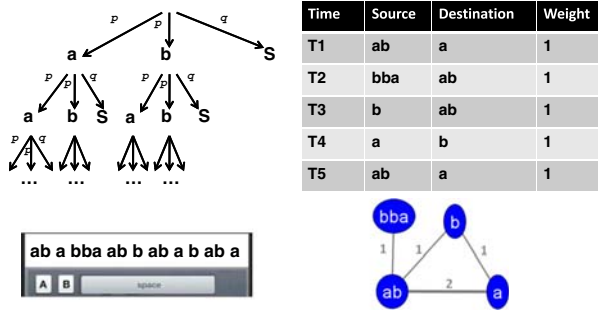 p p q
a b S
p p q p p q
a b S a b S
p p q
... ... ... ...
Time Source Destination Weight
T1 ab a 1
T2 bba ab 1
T3 b ab 1
T4 a b 1
T5 ab a 1
ab a bba ab b ab a b ab a
A B space
bba b
1 1 1
ab 2 a